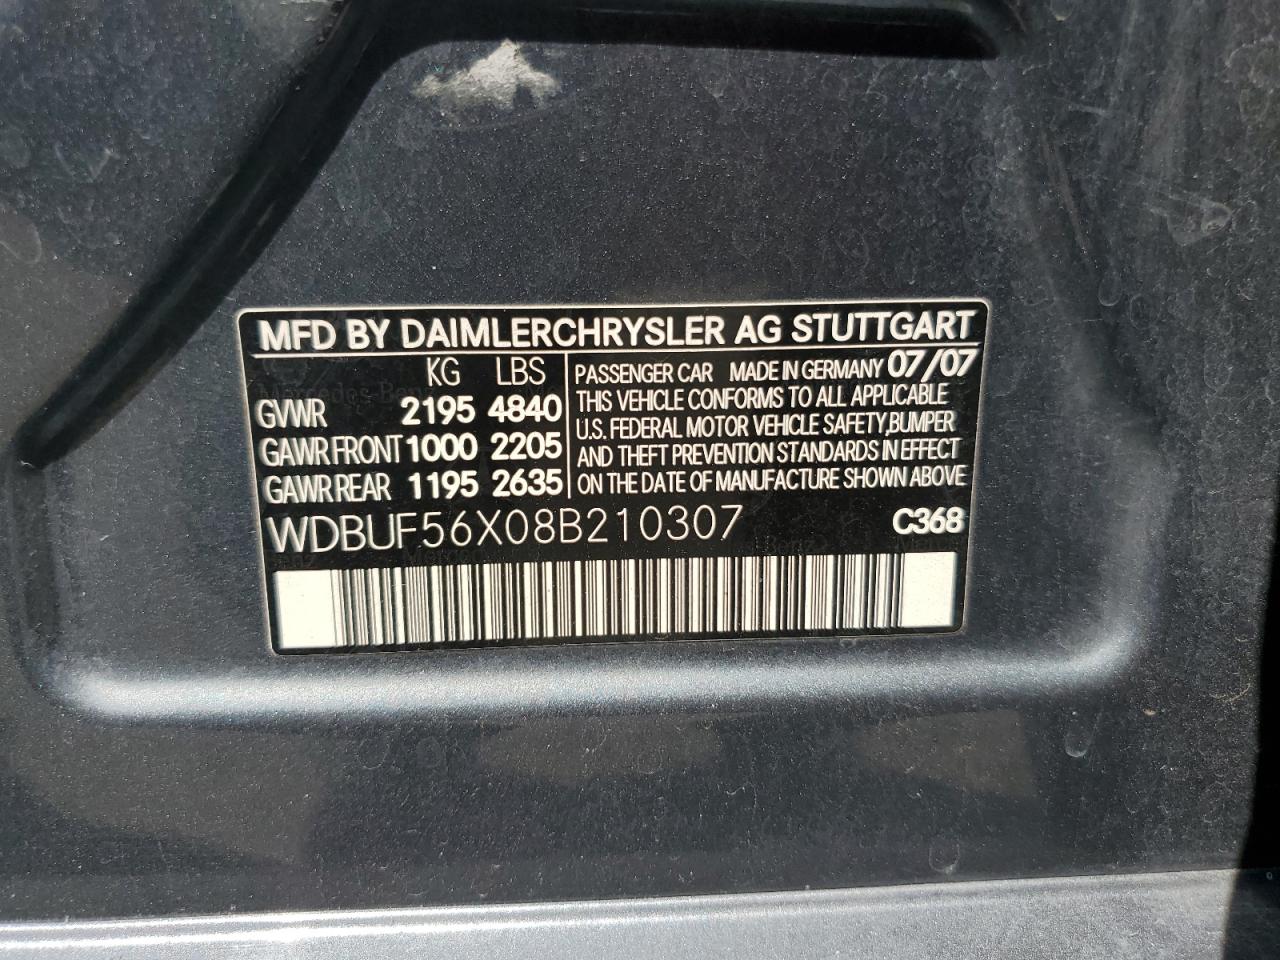 MFD BY DAIMLERCHRYSLER AG STUTTGART
KG LBS
GVWR 2195 4840
GAWR FRONT 1000 2205
GAWR REAR 1195 2635
PASSENGER CAR MADE IN GERMANY 07/07
THIS VEHICLE CONFORMS TO ALL APPLICABLE
U.S. FEDERAL MOTOR VEHICLE SAFETY,BUMPER
AND THEFT PREVENTION STANDARDS IN EFFECT
ON THE DATE OF MANUFACTURE SHOWN ABOVE
WDBUF56X08B210307 C368